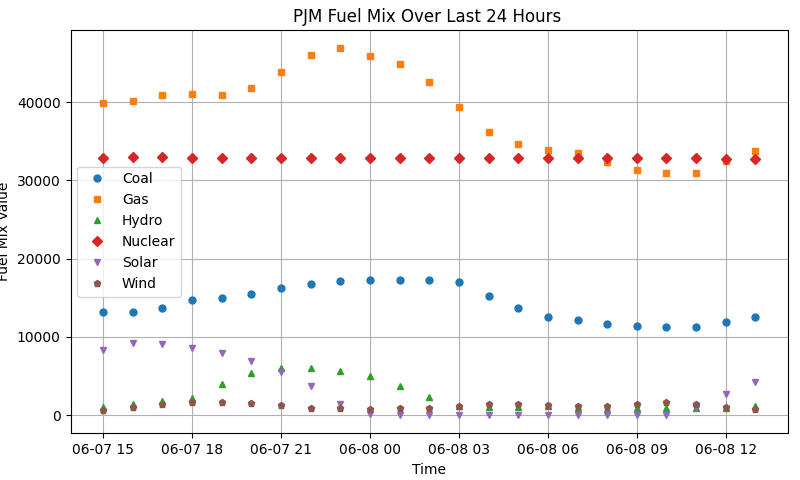 PJM Fuel Mix Over Last 24 Hours
40000
30000
20000
10000
0
Fuel Mix Value
Coal
Gas
Hydro
Nuclear
Solar
Wind
06-07 15
06-07 18
06-07 21
06-08 00
06-08 03
06-08 06
06-08 09
06-08 12
Time